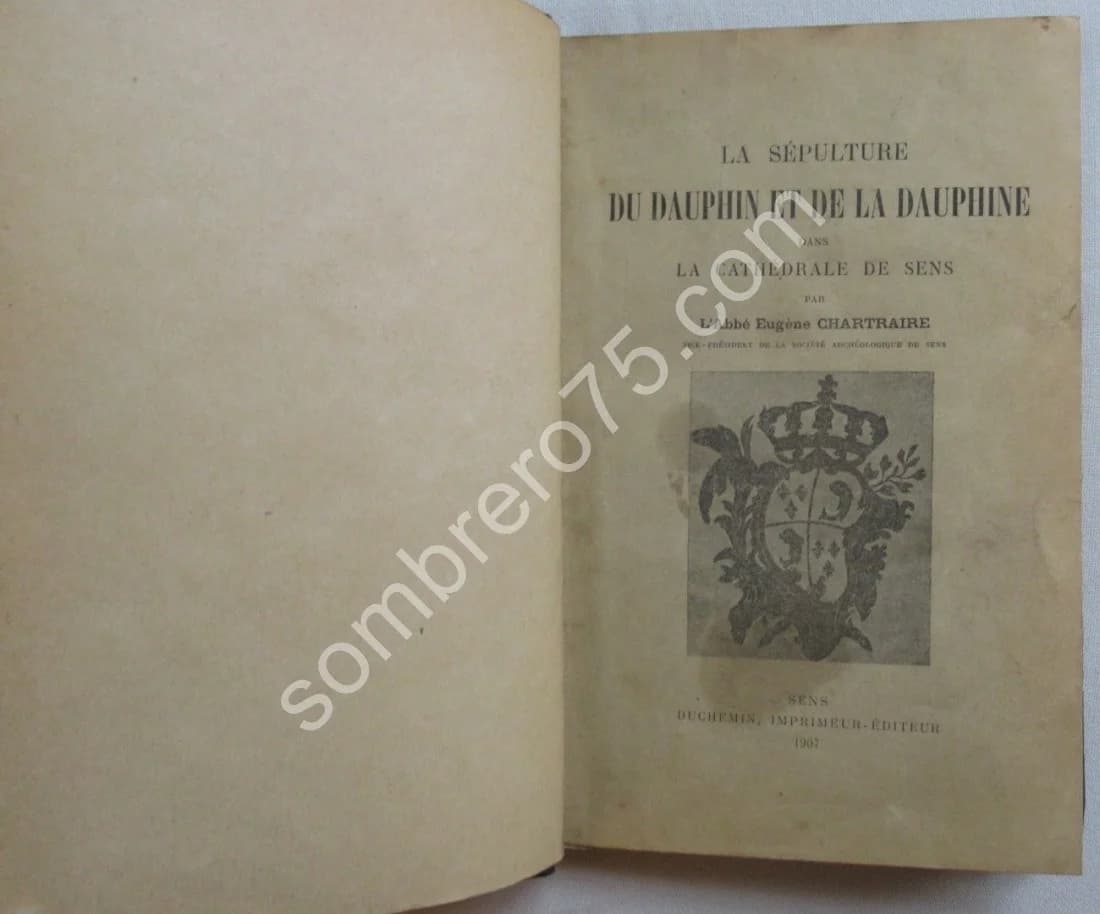 LA SÉPULTURE
DU DAUPHIN ET DE LA DAUPHINE
DANS
LA CATHÉDRALE DE SENS
PAR
L'Abbé Eugène CHARTRAIRE
VICE-PRÉSIDENT DE LA SOCIÉTÉ ARCHÉOLOGIQUE DE SENS
SENS
DUCHEMIN, IMPRIMEUR-ÉDITEUR
1907
sombrero75.com